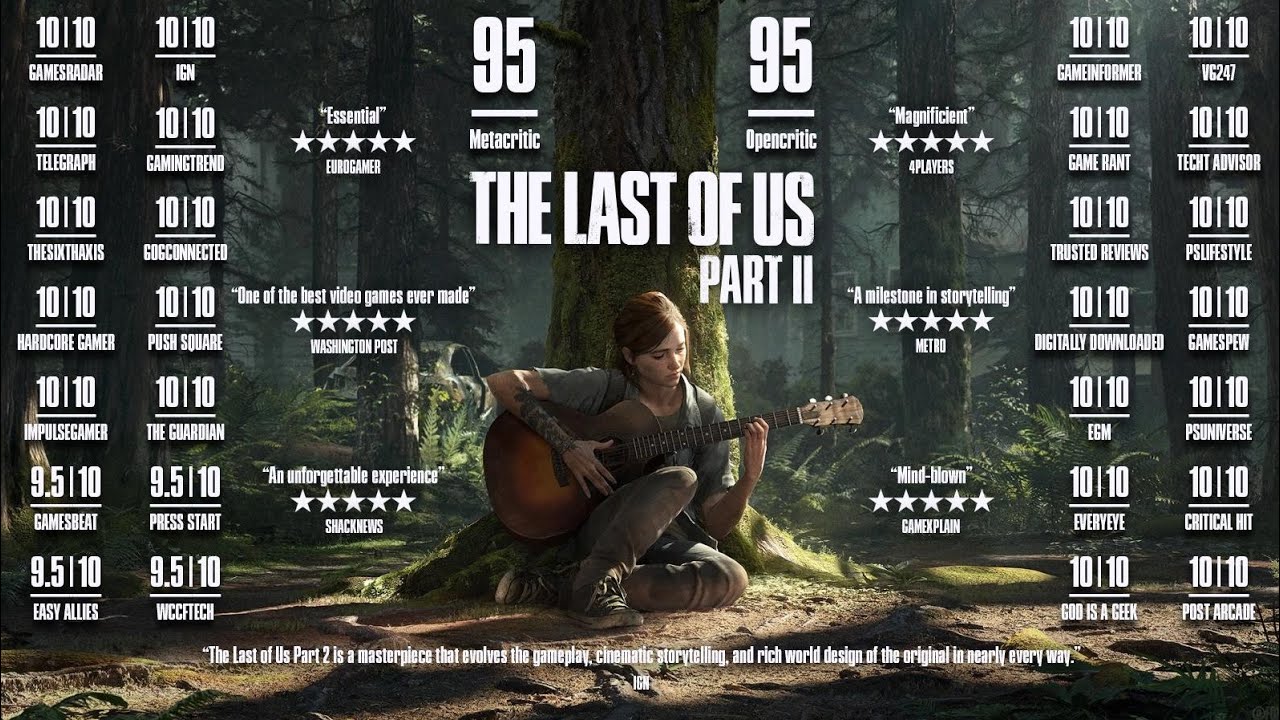 10|10
GAMESRADAR
10|10
IGN
10|10
TELEGRAPH
10|10
GAMINGTREND
10|10
THESIXTHAXIS
10|10
GOGCONNECTED
10|10
HARDCORE GAMER
10|10
PUSH SQUARE
10|10
IMPULSEGAMER
10|10
THE GUARDIAN
9.5|10
GAMESBEAT
9.5|10
PRESS START
9.5|10
EASY ALLIES
9.5|10
WCCFTECH
"Essential"
EUROGAMER
"One of the best video games ever made"
WASHINGTON POST
"An unforgettable experience"
SHACKNEWS
95
Metacritic
95
Opencritic
THE LAST OF US
PART II
"Magnificent"
4PLAYERS
"A milestone in storytelling"
METRO
"Mind-blown"
GAMEXPLAIN
10|10
GAMEINFORMER
10|10
VG247
10|10
GAME RANT
10|10
TECHT ADVISOR
10|10
TRUSTED REVIEWS
10|10
PSLIFESTYLE
10|10
DIGITALLY DOWNLOADED
10|10
GAMESPEW
10|10
EGM
10|10
PSUNIVERSE
10|10
EVERYEYE
10|10
CRITICAL HIT
10|10
GOD IS A GEEK
10|10
POST ARCADE
"The Last of Us Part 2 is a masterpiece that evolves the gameplay, cinematic storytelling, and rich world design of the original in nearly every way."
IGN